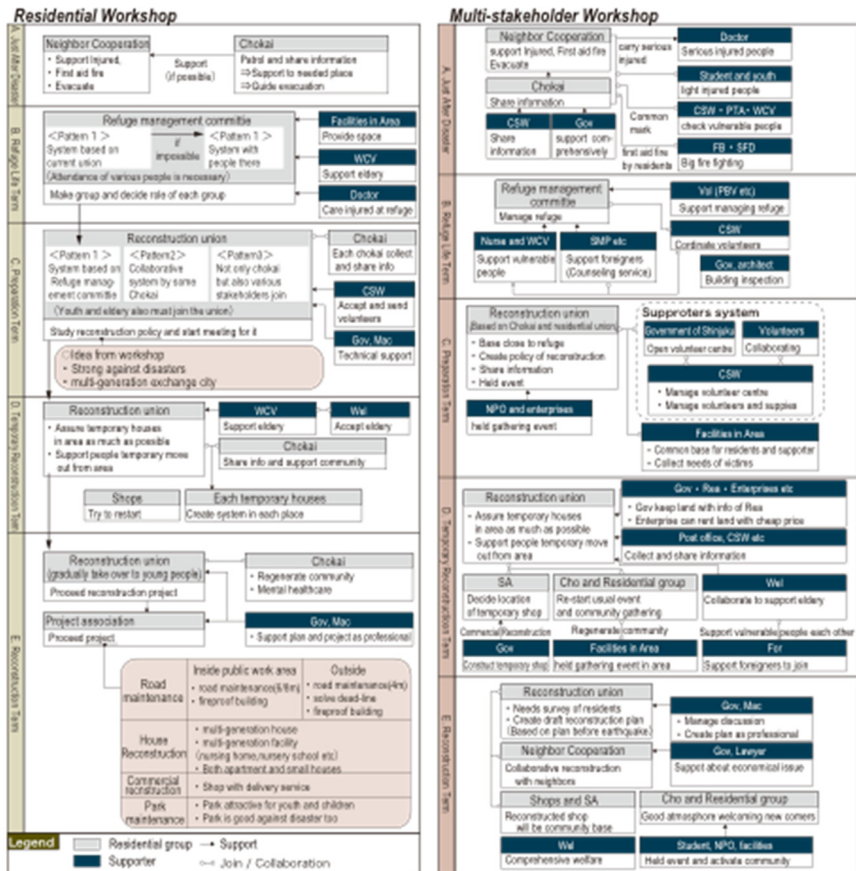 Residential Workshop
A. Just After Disaster
Neighbor Cooperation
• Support Injured,
• First aid fire
• Evacuate
Support
(if possible)
Chokai
Patrol and share information
⇒Support to needed place
⇒Guide evacuation
B. Refuge Life Term
Refuge management committie
<Pattern 1>
System based on
current union
if
impossible
<Pattern 1>
System with
people there
(Attendance of various people is necessary)
Make group and decide role of each group
Facilities in Area
Provide space
WCV
Support eldery
Doctor
Care injured at refuge
C. Preparation Term
Reconstruction union
<Pattern 1>
System based on
Refuge manag-
ement committie
<Pattern2>
Collaborative
system by some
Chokai
<Pattern3>
Not only chokai
but also various
stakeholders join
(Youth and eldery also must join the union)
Study reconstruction policy and start meeting for it
Chokai
Each chokai collect
and share info
CSW
Accept and send
volunteers
Gov, Mac
Technical support
Idea from workshop
• Strong against disasters
• multi-generation exchange city
D. Temporary Reconstruction Term
Reconstruction union
• Assure temporary houses
in area as much as possible
• Support people temporary move
out from area
WCV
Support eldery
Wel
Accept eldery
Chokai
Share info and support community
Shops
Try to restart
Each temporary houses
Create system in each place
E. Reconstruction Term
Reconstruction union
(gradually take over to young people)
Proceed reconstruction project
Chokai
• Regenerate community
• Mental healthcare
Project association
Proceed project
Gov, Mac
• Support plan and project as professional
Inside public work area
Outside
Road
maintenance
• road maintenance(6/8m)
• fireproof building
• road maintenance(4m)
• solve dead-line
• fireproof building
House
Reconstruction
• multi-generation house
• multi-generation facility
(nursing home,nursery school etc)
• Both apartment and small houses
Commercial
recnstruction
• Shop with delivery service
Park
maintenance
• Park attractive for youth and children
• Park is good against disaster too
Legend
Residential group
Supporter
Support
Join / Collaboration
Multi-stakeholder Workshop
A. Just After Disaster
Neighbor Cooperation
support Injured, First aid fire
Evacuate
Chokai
Share information
CSW
Share
information
Gov
support com-
prehensively
carry serious
injured
Common
mark
first aid fire
by residents
Doctor
Serious injured people
Student and youth
light injured people
CSW・PTA・WCV
check vulnerable people
FB・SFD
Big fire fighting
B. Refuge Life Term
Refuge management
committie
Manage refuge
Nurse and WCV
Support vulnerable
people
SMP etc
Support foreigners
(Counseling service)
Vol (PBV etc)
Support managing refuge
CSW
Cordinate volunteers
Gov, architect
Building inspection
C. Preparation Term
Reconstruction union
(Based on Chokai and residential union)
• Base close to refuge
• Create policy of reconstruction
• Share information
• Held event
NPO and enterprises
held gathering event
Supproters system
Government of Shinjuku
Open volunteer centre
Volunteers
Collaborating
CSW
• Manage volunteer centre
• Manage volunteers and suppies
Facilities in Area
• Common base for residents and supporter
• Collect needs of victims
D. Temporary Reconstruction Term
Reconstruction union
• Assure temporary houses
in area as much as possible
• Support people temporary move
out from area
Gov・Rea・Enterprises etc
• Gov keep land with info of Rea
• Enterprise can rent land with cheap price
Post office, CSW etc
Collect and share information
SA
Decide location
of temporary shop
Cho and Residential group
Re-start usual event
and community gathering
Wel
Collaborate to support eldery
Commercial Reconstruction
Regenerate community
Support vulnerable people each other
Gov
Construct temporary shop
Facilities in Area
held gathering event in area
For
Support foreigners to join
E. Reconstruction Term
Reconstruction union
• Needs survey of residents
• Create draft reconstruction plan
(Based on plan before earthquake)
Gov, Mac
• Manage discussion
• Create plan as professional
Neighbor Cooperation
Collaborative reconstruction
with neighbors
Gov, Lawyer
Suppot about economical issue
Shops and SA
Reconstructed shop
will be community base
Cho and Residential group
Good atmosphere welcoming new comers
Wel
Comprehensive welfare
Student, NPO, facilities
Held event and activate community